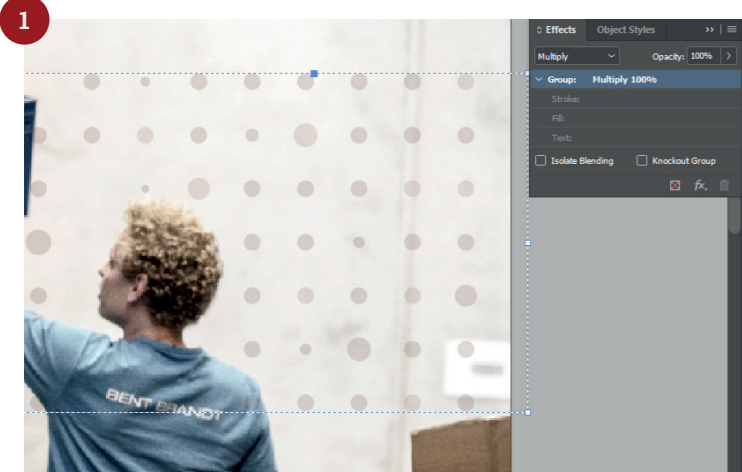 1
Effects Object Styles
Multiply Opacity: 100%
Group: Multiply 100%
Stroke:
Fill:
Text:
Isolate Blending Knockout Group
fx.
BENT BRANDT